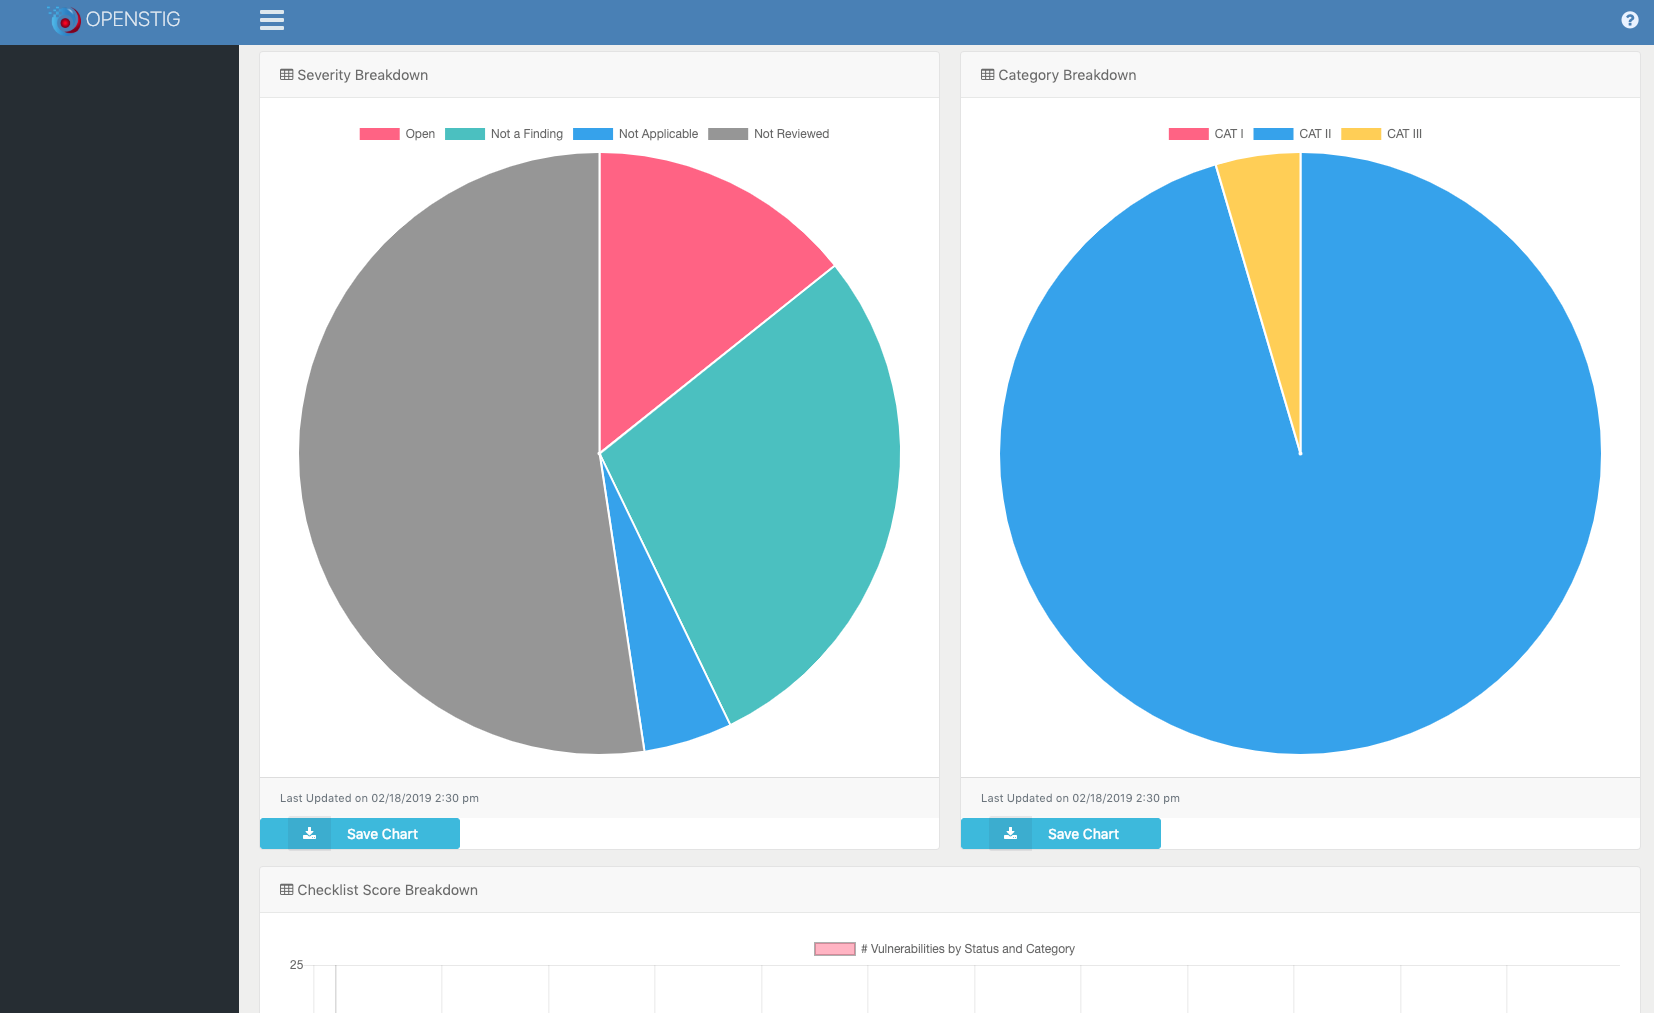 OPENSTIG
Severity Breakdown
Open Not a Finding Not Applicable Not Reviewed
Last Updated on 02/18/2019 2:30 pm
Save Chart
Category Breakdown
CAT I CAT II CAT III
Last Updated on 02/18/2019 2:30 pm
Save Chart
Checklist Score Breakdown
# Vulnerabilities by Status and Category
25